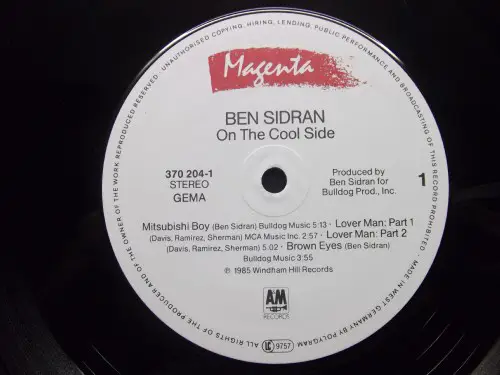 Magenta
BEN SIDRAN
On The Cool Side
370 204-1
STEREO
GEMA
Produced by
Ben Sidran for
Bulldog Prod., Inc.
1
Mitsubishi Boy (Ben Sidran) Bulldog Music 5:13 · Lover Man: Part 1
(Davis, Ramirez, Sherman) MCA Music Inc. 2:57 · Lover Man: Part 2
(Davis, Ramirez, Sherman) 5.02 · Brown Eyes (Ben Sidran)
Bulldog Music 3:55
℗ 1985 Windham Hill Records
AM
RECORDS
LC 9757
ALL RIGHTS OF THE PRODUCER AND OF THE OWNER OF THE WORK REPRODUCED RESERVED · UNAUTHORISED COPYING, HIRING, LENDING, PUBLIC PERFORMANCE AND BROADCASTING OF THIS RECORD PROHIBITED · MADE IN WEST GERMANY BY POLYGRAM